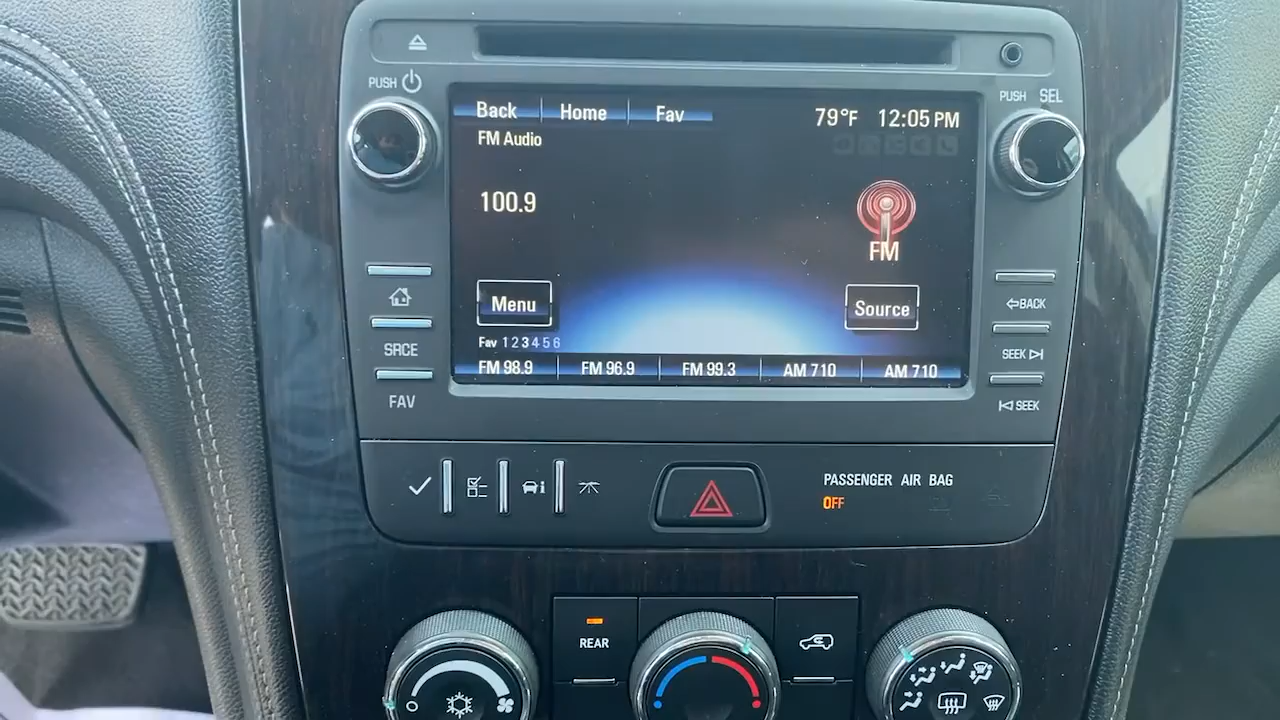 PUSH
PUSH SEL
Back Home Fav 79°F 12:05 PM
FM Audio
100.9
FM
Menu
Source
BACK
SRCE
Fav 1 2 3 4 5 6
SEEK
FM 98.9 FM 96.9 FM 99.3 AM 710 AM 710
FAV
SEEK
PASSENGER AIR BAG
OFF
REAR